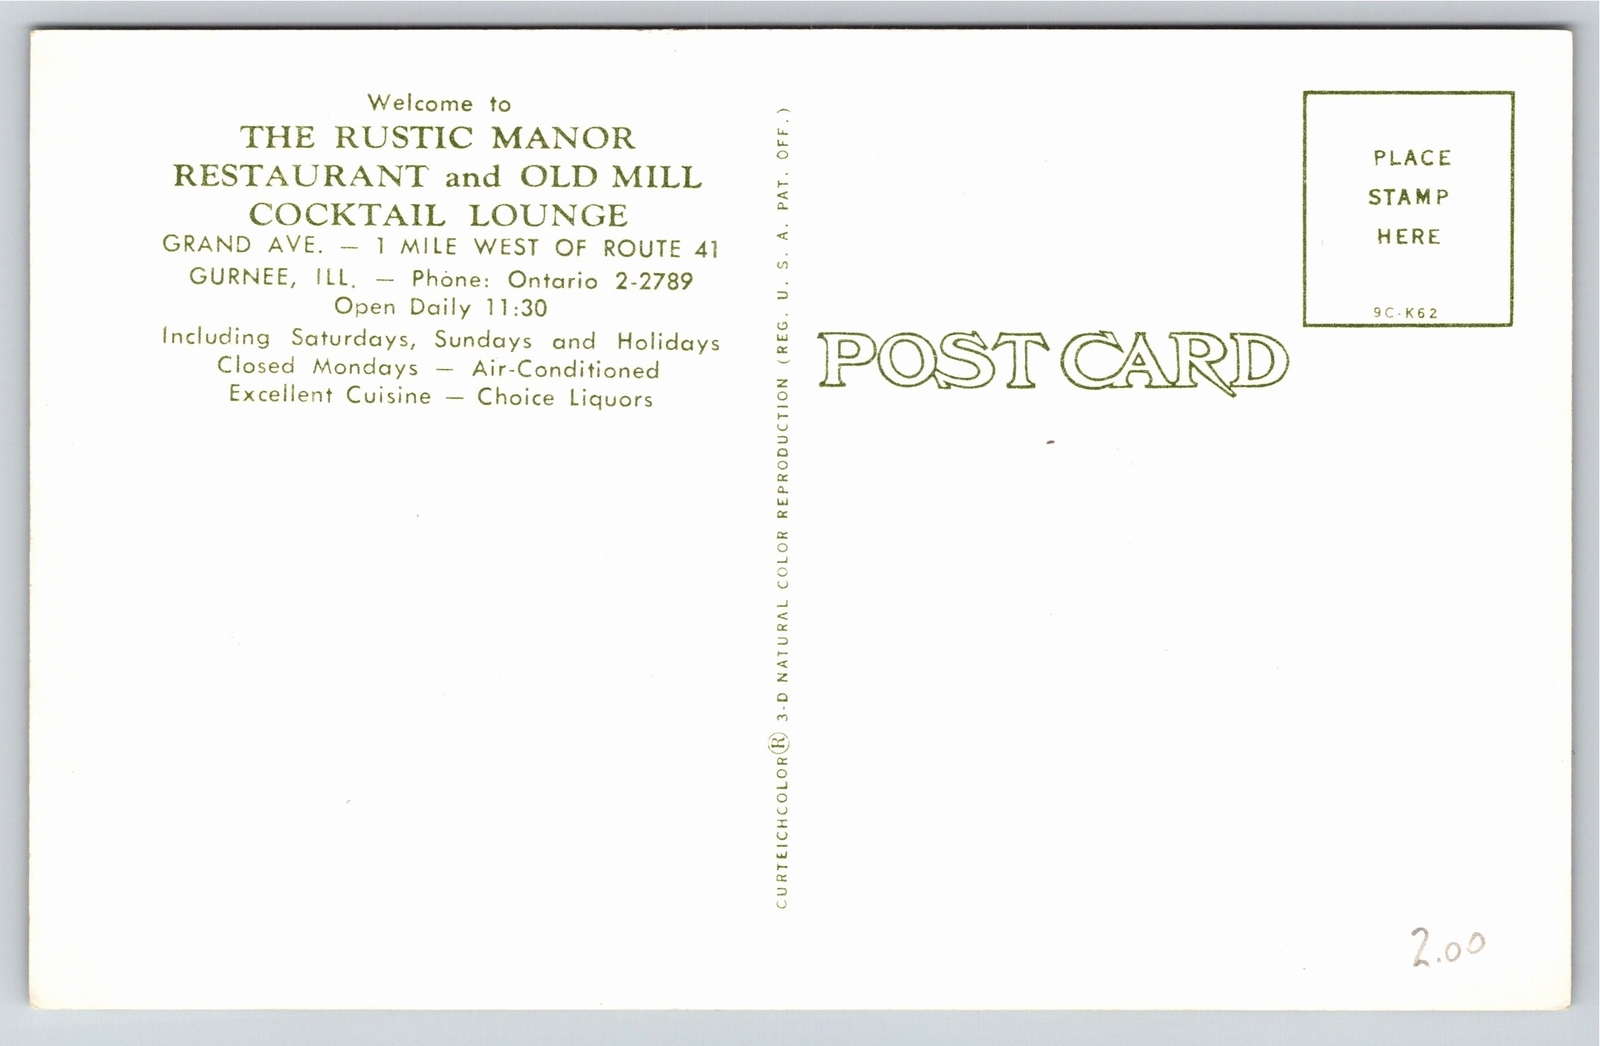 Welcome to
THE RUSTIC MANOR
RESTAURANT and OLD MILL
COCKTAIL LOUNGE
GRAND AVE. — 1 MILE WEST OF ROUTE 41
GURNEE, ILL. — Phone: Ontario 2-2789
Open Daily 11:30
Including Saturdays, Sundays and Holidays
Closed Mondays — Air-Conditioned
Excellent Cuisine — Choice Liquors
CURTEICHCOLOR® 3-D NATURAL COLOR REPRODUCTION (REG. U. S. A. PAT. OFF.)
POST CARD
PLACE
STAMP
HERE
9C-K62
2.00